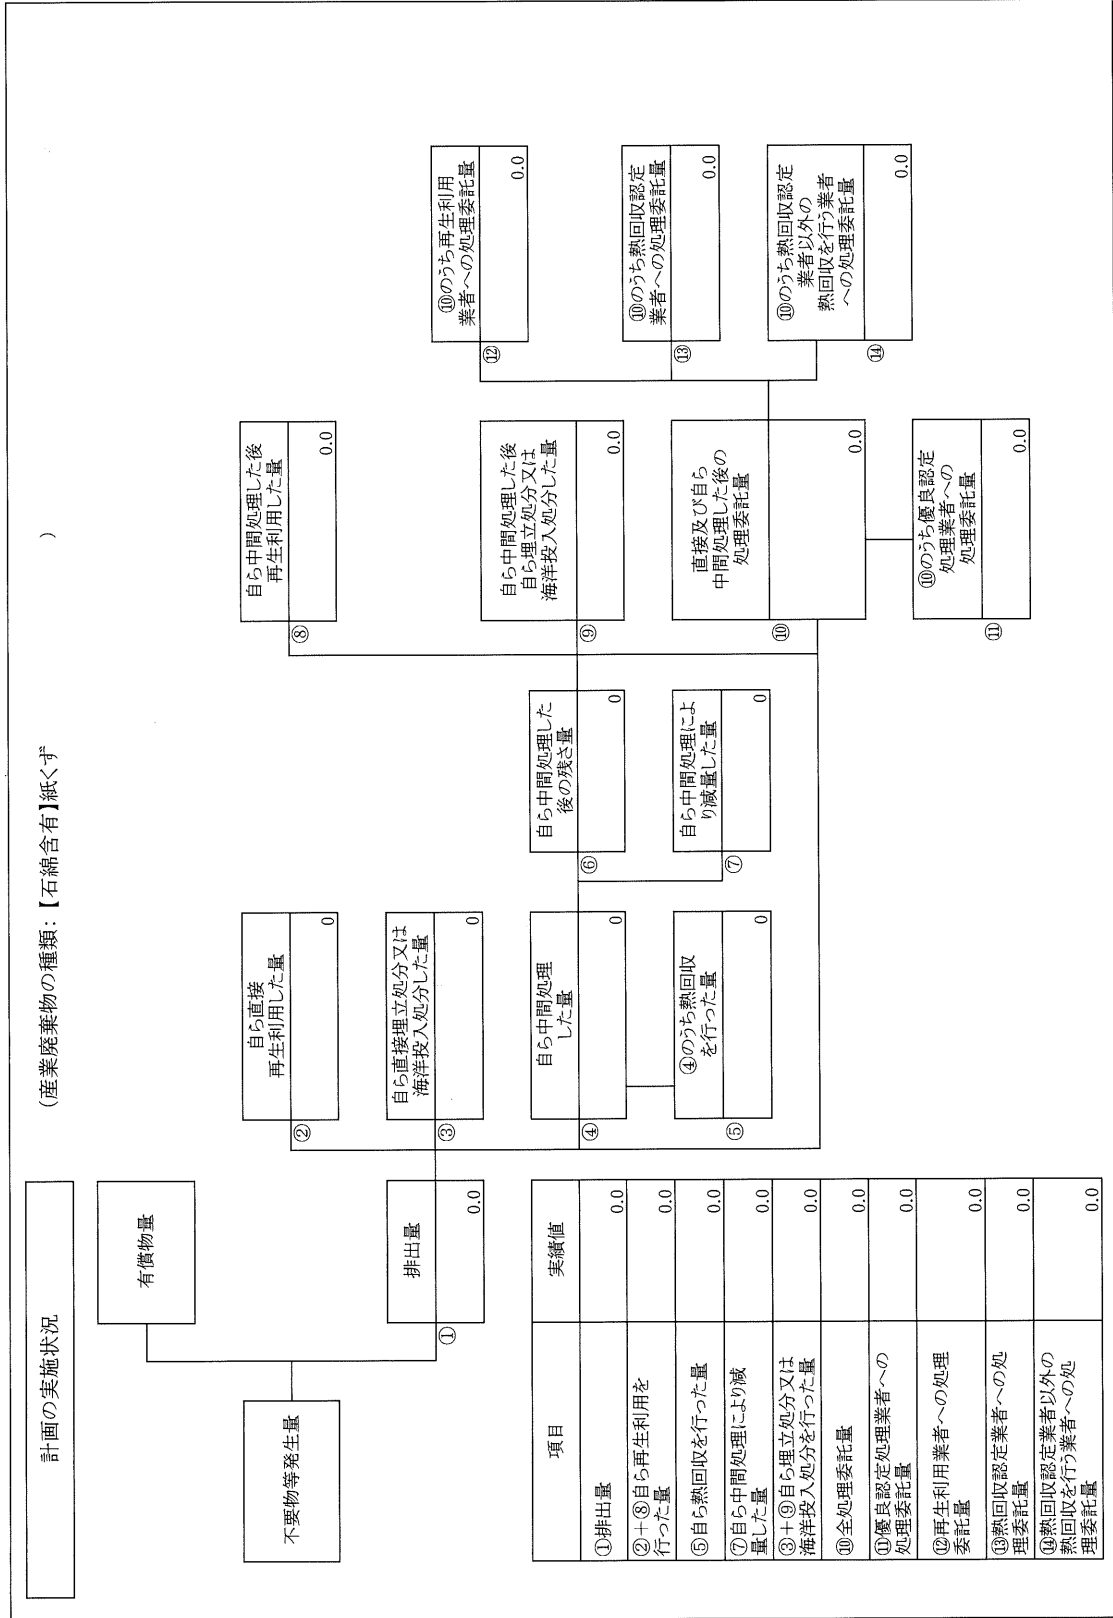 計画の実施状況
(産業廃棄物の種類:【石綿含有】紙くず
)
不要物等発生量
有償物量
①
排出量
0.0
②
自ら直接
再生利用した量
0
③
自ら直接埋立処分又は
海洋投入処分した量
0
④
自ら中間処理
した量
0
⑤
④のうち熱回収
を行った量
0
⑥
自ら中間処理した
後の残さ量
0
⑦
自ら中間処理によ
り減量した量
0
⑧
自ら中間処理した後
再生利用した量
0.0
⑨
自ら中間処理した後
自ら埋立処分又は
海洋投入処分した量
0.0
⑩
直接及び自ら
中間処理した後の
処理委託量
0.0
⑪
⑩のうち優良認定
処理業者への
処理委託量
0.0
⑫
⑩のうち再生利用
業者への処理委託量
0.0
⑬
⑩のうち熱回収認定
業者への処理委託量
0.0
⑭
⑩のうち熱回収認定
業者以外の
熱回収を行う業者
への処理委託量
0.0
項目 実績値
①排出量 0.0
②+⑧自ら再生利用を
行った量 0.0
⑤自ら熱回収を行った量 0.0
⑦自ら中間処理により減
量した量 0.0
③+⑨自ら埋立処分又は
海洋投入処分を行った量 0.0
⑩全処理委託量 0.0
⑪優良認定処理業者への
処理委託量 0.0
⑫再生利用業者への処理
委託量 0.0
⑬熱回収認定業者への処
理委託量 0.0
⑭熱回収認定業者以外の
熱回収を行う業者への処
理委託量 0.0